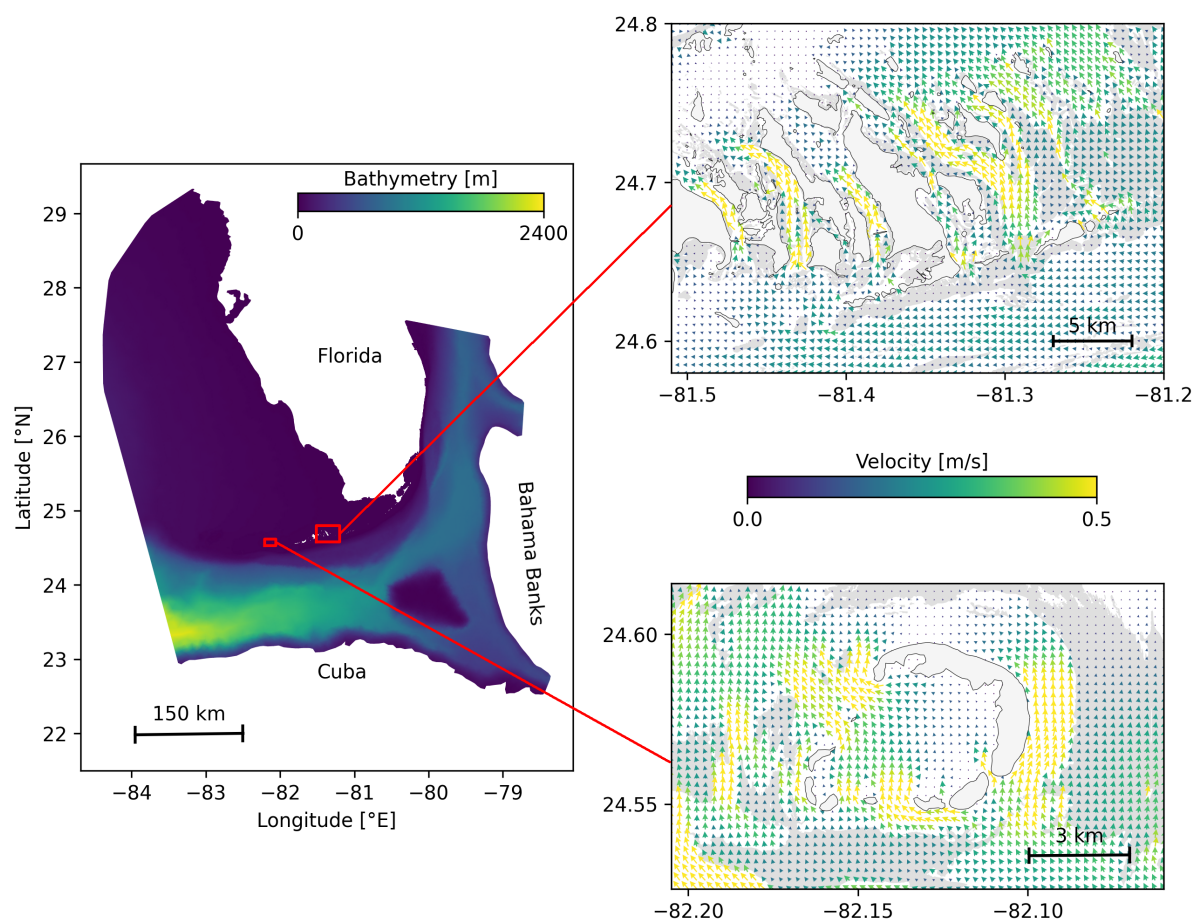 Bathymetry [m]
0 2400
29
28
27
26
25
24
23
22
Latitude [°N]
Florida
Bahama Banks
Cuba
150 km
−84 −83 −82 −81 −80 −79
Longitude [°E]
24.8
24.7
24.6
5 km
−81.5 −81.4 −81.3 −81.2
Velocity [m/s]
0.0 0.5
24.60
24.55
3 km
−82.20 −82.15 −82.10